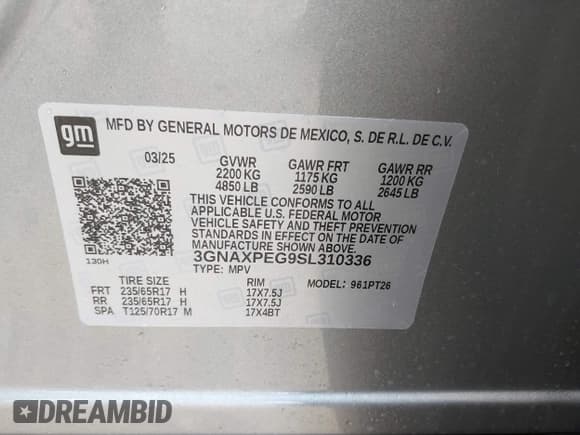 gm
MFD BY GENERAL MOTORS DE MEXICO, S. DE R.L. DE C.V.
03/25 GVWR GAWR FRT GAWR RR
2200 KG 1175 KG 1200 KG
4850 LB 2590 LB 2645 LB
THIS VEHICLE CONFORMS TO ALL
APPLICABLE U.S. FEDERAL MOTOR
VEHICLE SAFETY AND THEFT PREVENTION
STANDARDS IN EFFECT ON THE DATE OF
MANUFACTURE SHOWN ABOVE.
3GNAXPEG9SL310336
130H TYPE: MPV
TIRE SIZE RIM MODEL: 961PT26
FRT 235/65R17 H 17X7.5J
RR 235/65R17 H 17X7.5J
SPA T125/70R17 M 17X4BT
DREAMBID